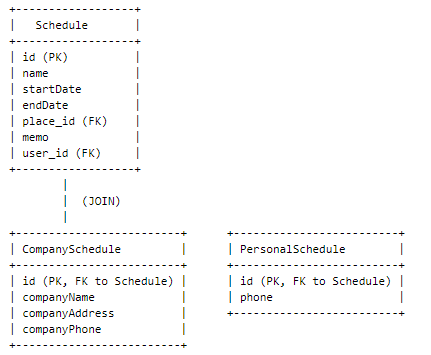 Schedule
id (PK)
name
startDate
endDate
place_id (FK)
memo
user_id (FK)
(JOIN)
CompanySchedule
id (PK, FK to Schedule)
companyName
companyAddress
companyPhone
PersonalSchedule
id (PK, FK to Schedule)
phone